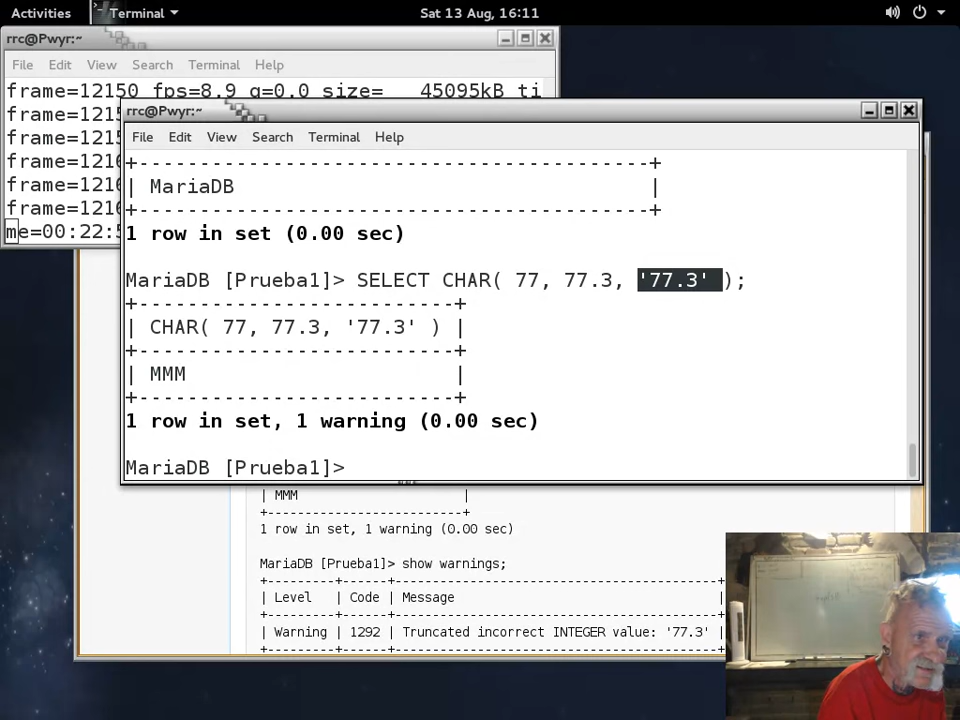 Activities Terminal Sat 13 Aug, 16:11
rrc@Pwyr:~
File Edit View Search Terminal Help
frame=12150 fps=8.9 q=0.0 size= 45095kB ti
frame=1215
frame=1215
frame=1216
frame=1216
frame=1216
me=00:22:5
rrc@Pwyr:~
File Edit View Search Terminal Help
+------------------------------------------+
| MariaDB |
+------------------------------------------+
1 row in set (0.00 sec)
MariaDB [Prueba1]> SELECT CHAR( 77, 77.3, '77.3' );
+--------------------------+
| CHAR( 77, 77.3, '77.3' ) |
+--------------------------+
| MMM |
+--------------------------+
1 row in set, 1 warning (0.00 sec)
MariaDB [Prueba1]>
| MMM |
+--------------------------+
1 row in set, 1 warning (0.00 sec)
MariaDB [Prueba1]> show warnings;
+---------+------+------------------------------------------+
| Level | Code | Message |
+---------+------+------------------------------------------+
| Warning | 1292 | Truncated incorrect INTEGER value: '77.3' |
+---------+------+------------------------------------------+